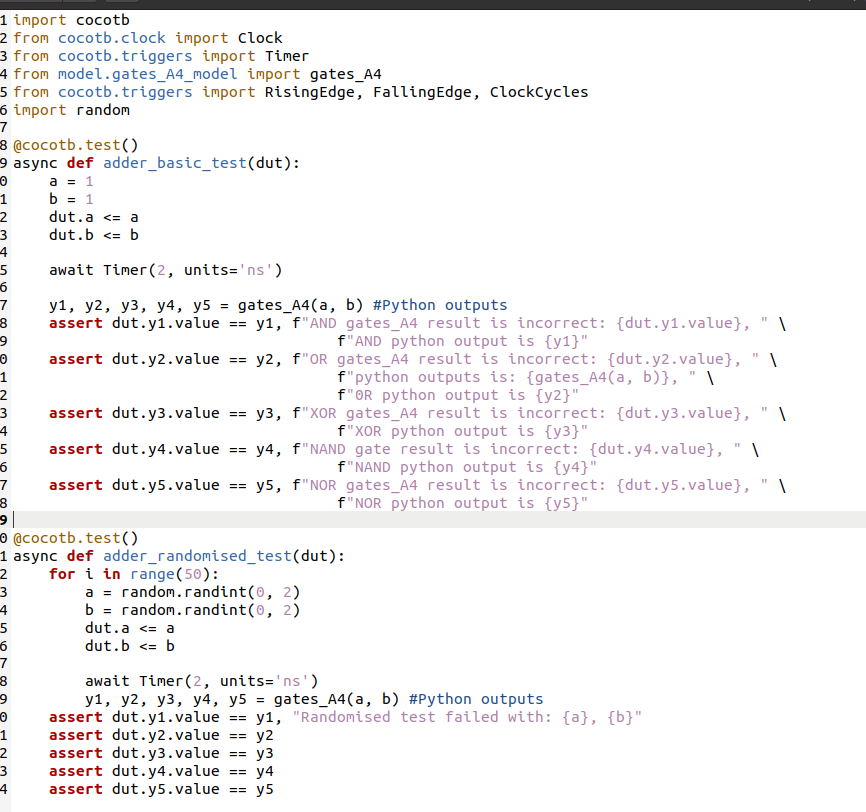 1 import cocotb
2 from cocotb.clock import Clock
3 from cocotb.triggers import Timer
4 from model.gates_A4_model import gates_A4
5 from cocotb.triggers import RisingEdge, FallingEdge, ClockCycles
6 import random
7
8 @cocotb.test()
9 async def adder_basic_test(dut):
0     a = 1
1     b = 1
2     dut.a <= a
3     dut.b <= b
4
5     await Timer(2, units='ns')
6
7     y1, y2, y3, y4, y5 = gates_A4(a, b) #Python outputs
8     assert dut.y1.value == y1, f"AND gates_A4 result is incorrect: {dut.y1.value}, " \
9                                     f"AND python output is {y1}"
0     assert dut.y2.value == y2, f"OR gates_A4 result is incorrect: {dut.y2.value}, " \
1                                     f"python outputs is: {gates_A4(a, b)}, " \
2                                     f"0R python output is {y2}"
3     assert dut.y3.value == y3, f"XOR gates_A4 result is incorrect: {dut.y3.value}, " \
4                                     f"XOR python output is {y3}"
5     assert dut.y4.value == y4, f"NAND gate result is incorrect: {dut.y4.value}, " \
6                                     f"NAND python output is {y4}"
7     assert dut.y5.value == y5, f"NOR gates_A4 result is incorrect: {dut.y5.value}, " \
8                                     f"NOR python output is {y5}"
9
0 @cocotb.test()
1 async def adder_randomised_test(dut):
2     for i in range(50):
3         a = random.randint(0, 2)
4         b = random.randint(0, 2)
5         dut.a <= a
6         dut.b <= b
7
8         await Timer(2, units='ns')
9         y1, y2, y3, y4, y5 = gates_A4(a, b) #Python outputs
0     assert dut.y1.value == y1, "Randomised test failed with: {a}, {b}"
1     assert dut.y2.value == y2
2     assert dut.y3.value == y3
3     assert dut.y4.value == y4
4     assert dut.y5.value == y5